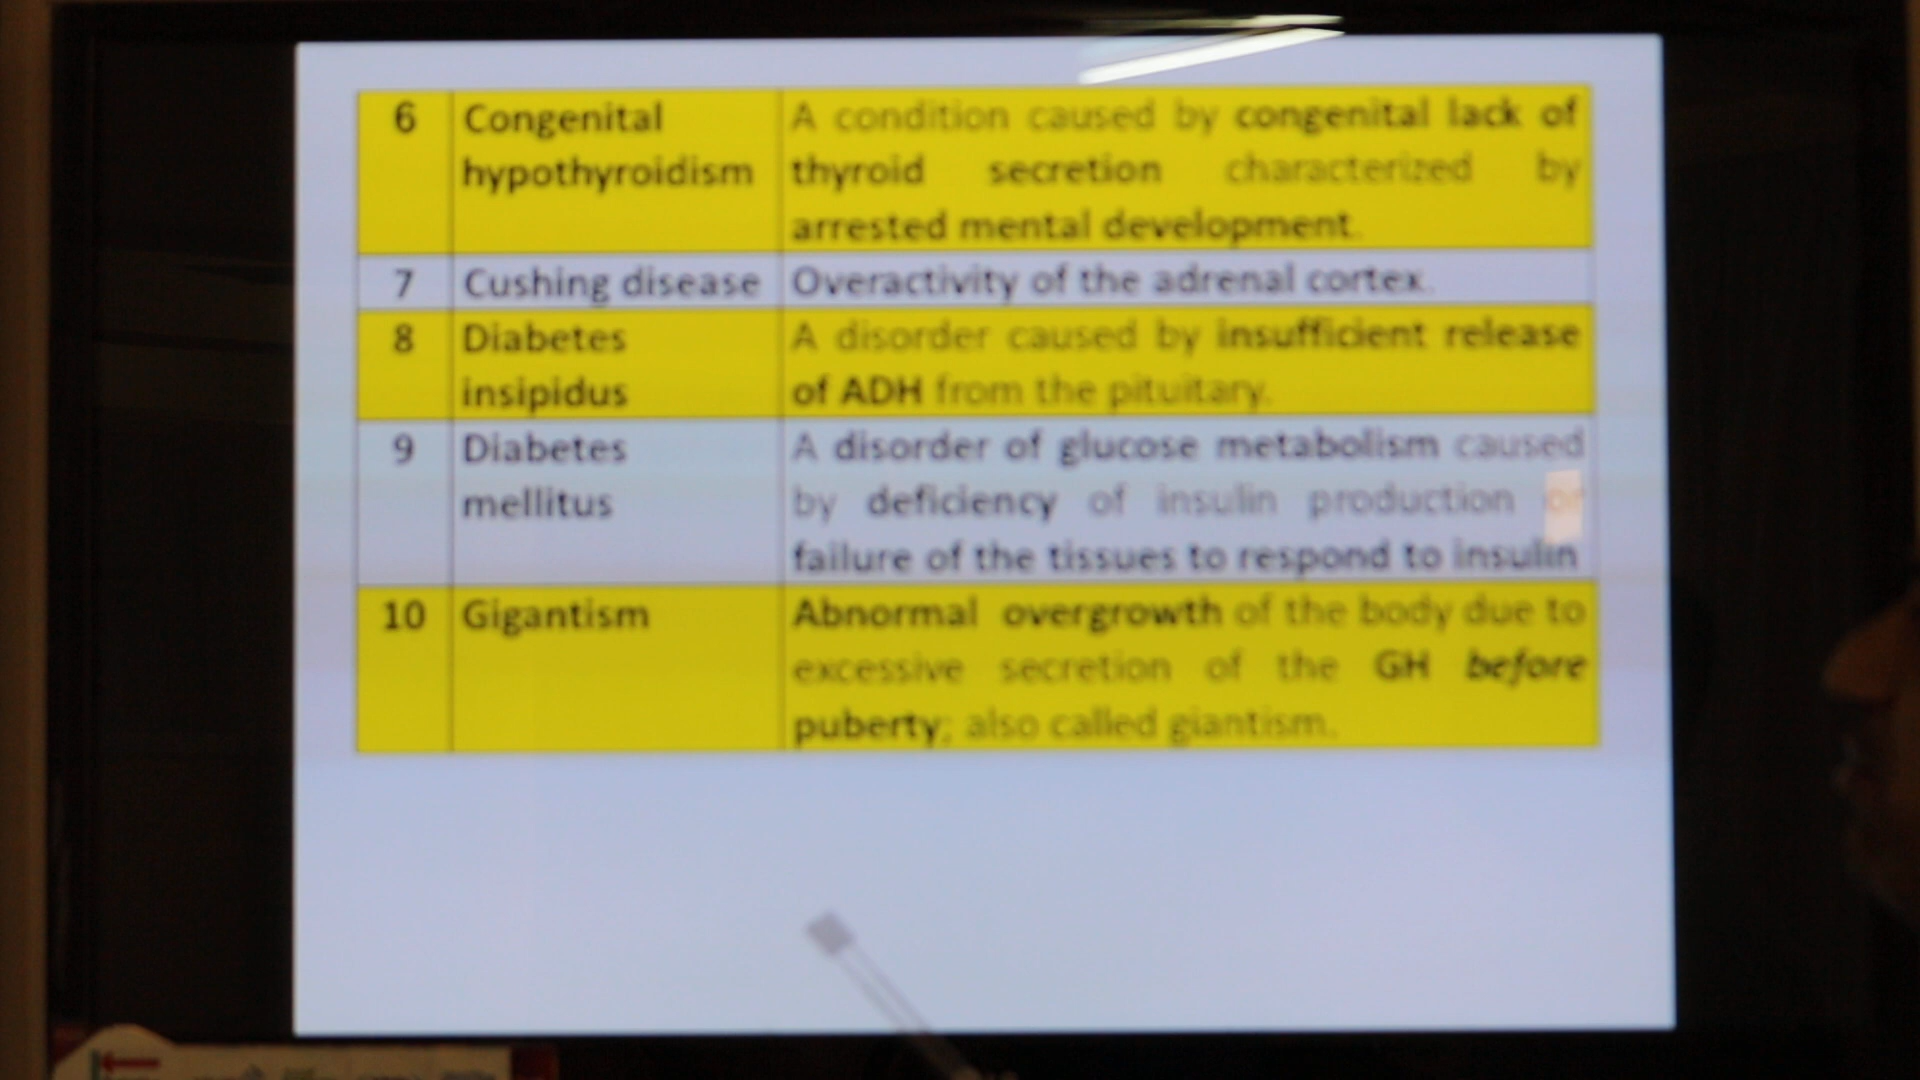 6 Congenital hypothyroidism A condition caused by congenital lack of
thyroid secretion characterized by
arrested mental development.
7 Cushing disease Overactivity of the adrenal cortex.
8 Diabetes insipidus A disorder caused by insufficient release
of ADH from the pituitary.
9 Diabetes mellitus A disorder of glucose metabolism caused
by deficiency of insulin production or
failure of the tissues to respond to insulin
10 Gigantism Abnormal overgrowth of the body due to
excessive secretion of the GH before
puberty; also called giantism.